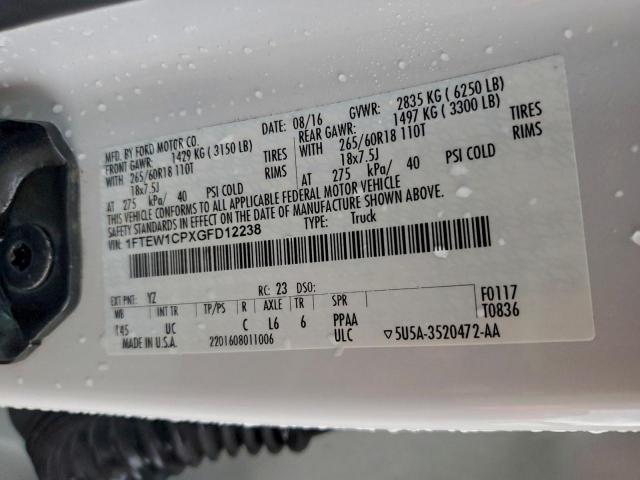 MFD. BY FORD MOTOR CO. DATE: 08/16 GVWR: 2835 KG ( 6250 LB)
FRONT GAWR: 1429 KG ( 3150 LB) REAR GAWR: 1497 KG ( 3300 LB)
WITH 265/60R18 110T TIRES WITH 265/60R18 110T TIRES
18x7.5J RIMS 18x7.5J RIMS
AT 275 kPa/ 40 PSI COLD AT 275 kPa/ 40 PSI COLD
THIS VEHICLE CONFORMS TO ALL APPLICABLE FEDERAL MOTOR VEHICLE
SAFETY STANDARDS IN EFFECT ON THE DATE OF MANUFACTURE SHOWN ABOVE.
VIN: 1FTEW1CPXGFD12238 TYPE: Truck
EXT PNT: YZ RC: 23 DSO: F0117
WB INT TR TP/PS R AXLE TR SPR T0836
145 UC C L6 6 PPAA
MADE IN U.S.A. 2201608011006 ULC ▽5U5A-3520472-AA